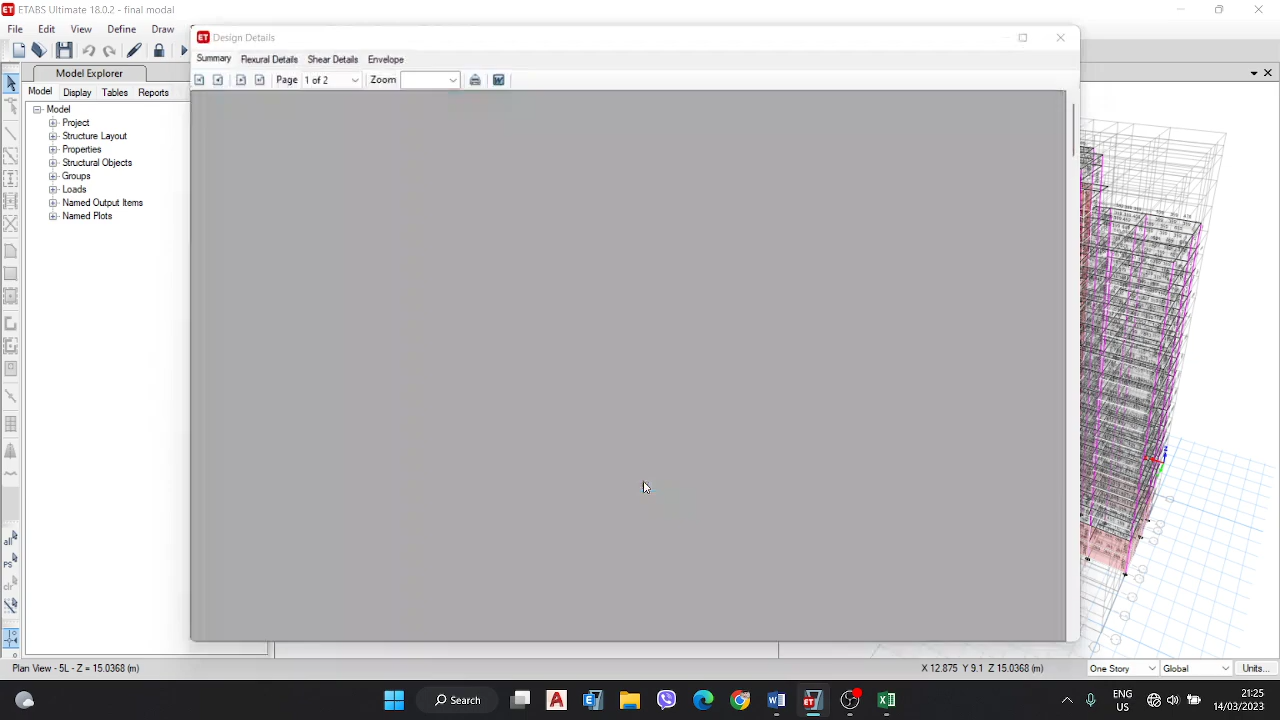 ETABS Ultimate 18.0.2 - final modal
File Edit View Define Draw
Design Details
Summary Flexural Details Shear Details Envelope
Page 1 of 2 Zoom
Model Explorer
Model Display Tables Reports
Model
Project
Structure Layout
Properties
Structural Objects
Groups
Loads
Named Output Items
Named Plots
all
PS
clr
Plan View - 5L - Z = 15.0368 (m)
X 12.875 Y 9.1 Z 15.0368 (m)
One Story
Global
Units...
Search
ENG
US
21:25
14/03/2023